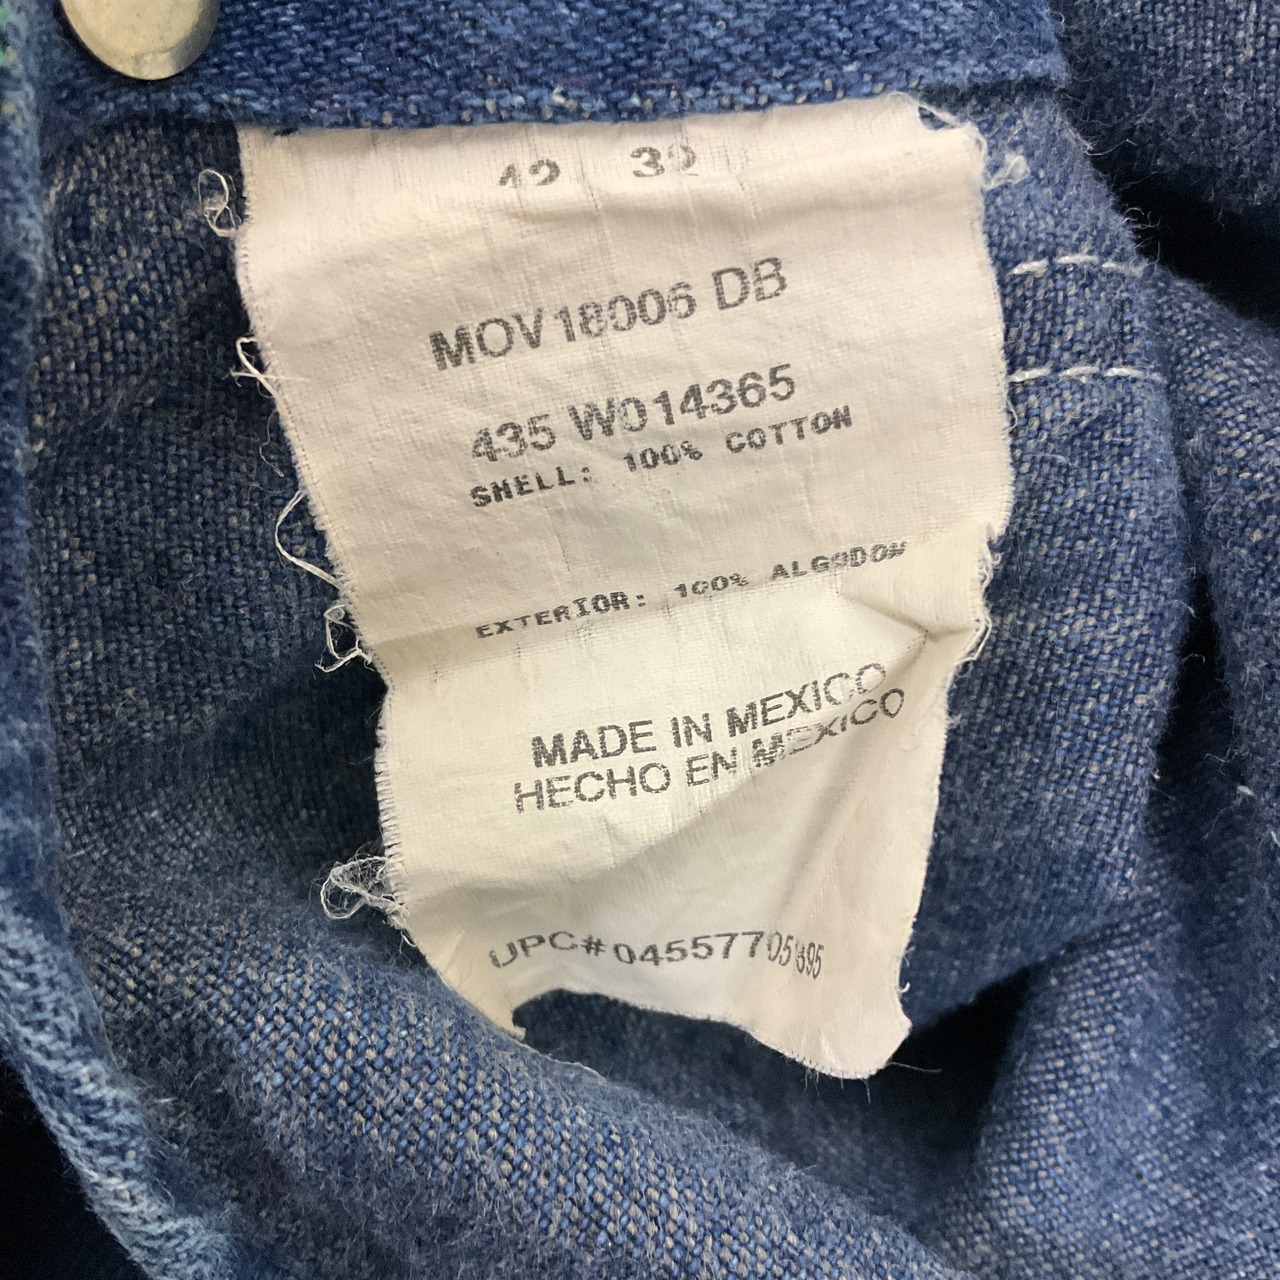 42 32
MOV18006 DB
435 W014365
SHELL: 100% COTTON
EXTERIOR: 100% ALGODON
MADE IN MEXICO
HECHO EN MEXICO
UPC#